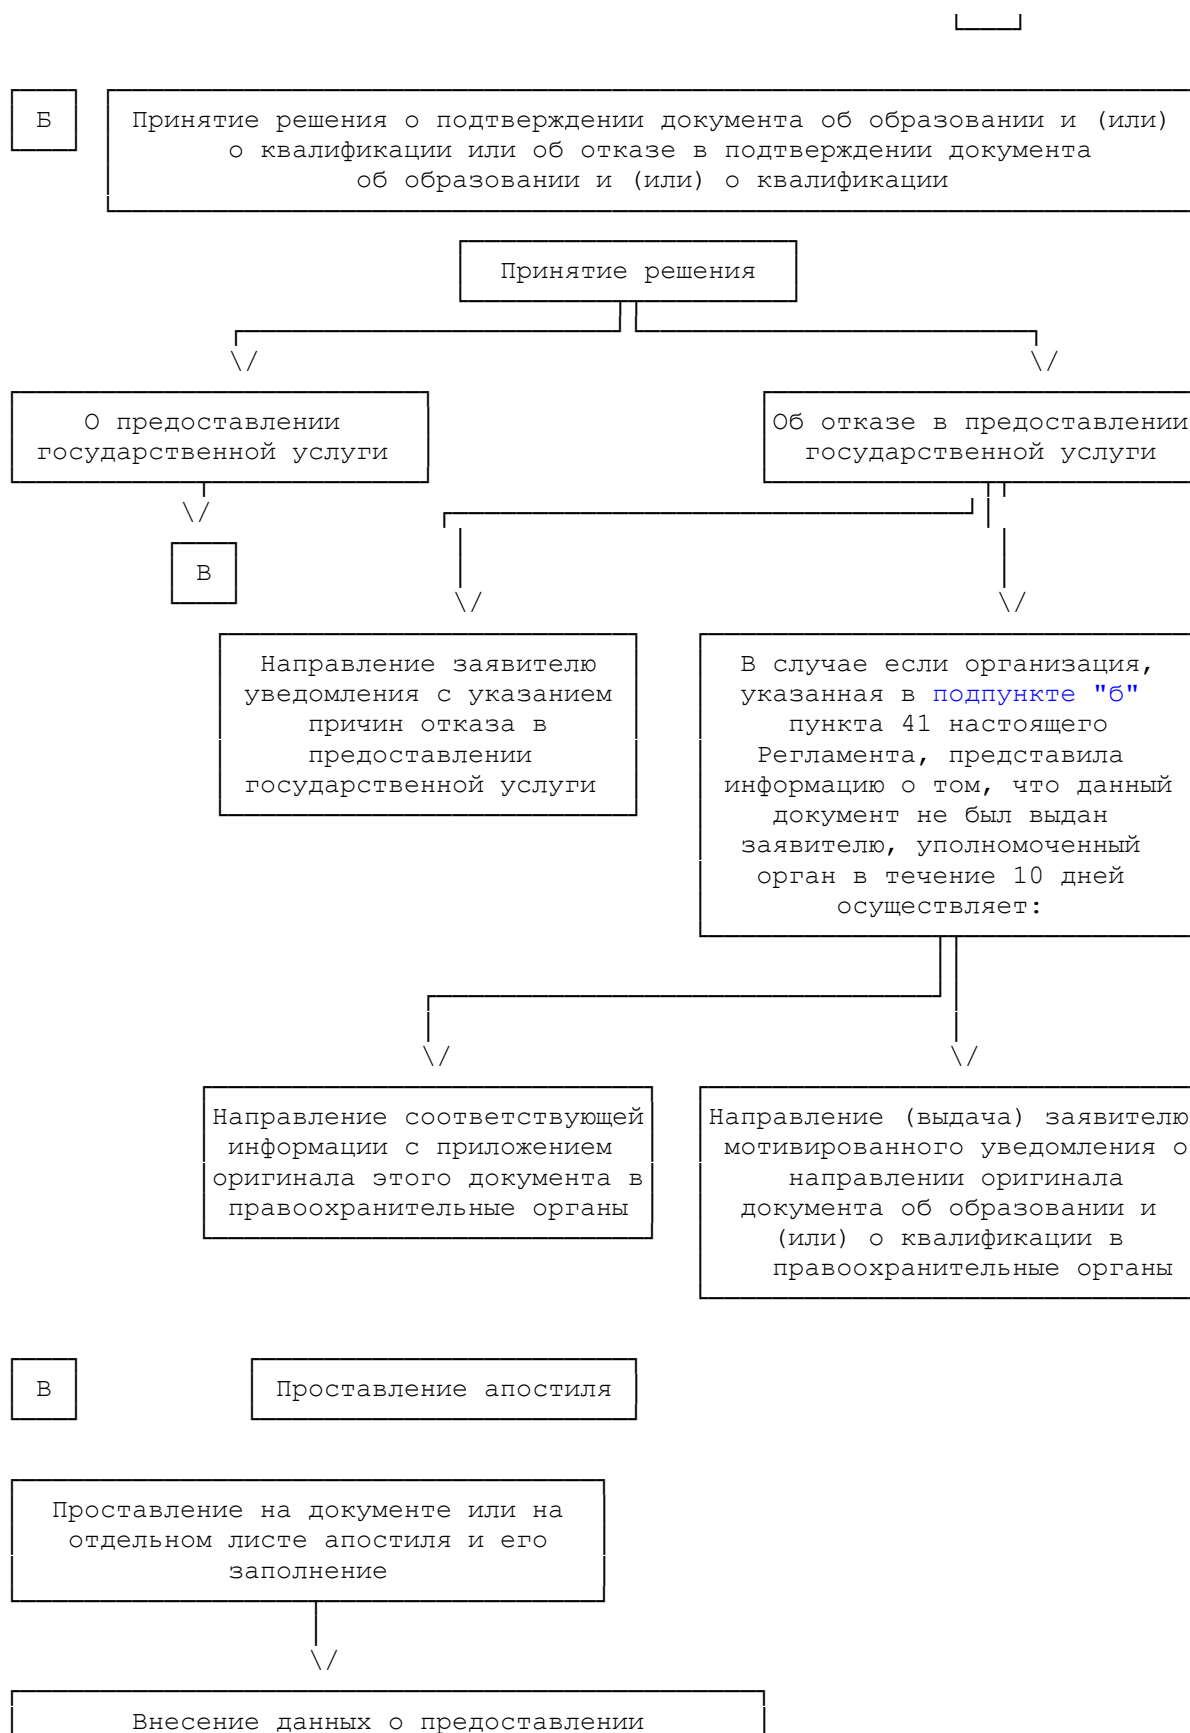 Б
Принятие решения о подтверждении документа об образовании и (или)
о квалификации или об отказе в подтверждении документа
об образовании и (или) о квалификации
Принятие решения
О предоставлении
государственной услуги
Об отказе в предоставлении
государственной услуги
В
Направление заявителю
уведомления с указанием
причин отказа в
предоставлении
государственной услуги
В случае если организация,
указанная в подпункте "б"
пункта 41 настоящего
Регламента, представила
информацию о том, что данный
документ не был выдан
заявителю, уполномоченный
орган в течение 10 дней
осуществляет:
Направление соответствующей
информации с приложением
оригинала этого документа в
правоохранительные органы
Направление (выдача) заявителю
мотивированного уведомления о
направлении оригинала
документа об образовании и
(или) о квалификации в
правоохранительные органы
В
Проставление апостиля
Проставление на документе или на
отдельном листе апостиля и его
заполнение
Внесение данных о предоставлении